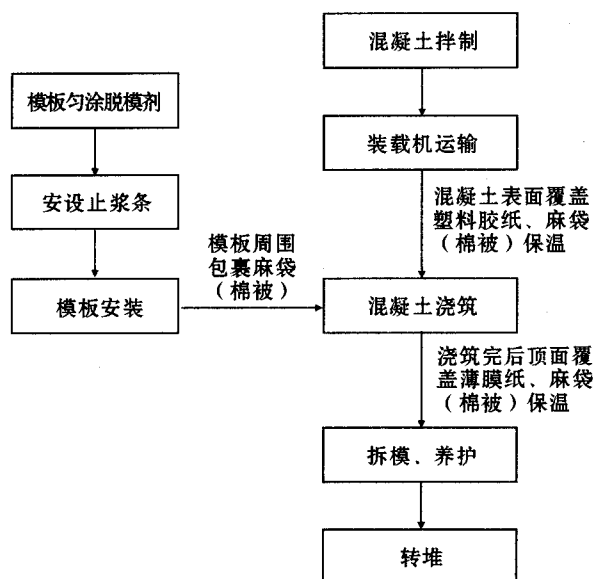 混凝土拌制
模板匀涂脱模剂
装载机运输
安设止浆条
混凝土表面覆盖
塑料胶纸、麻袋
（棉被）保温
模板周围
包裹麻袋
（棉被）
模板安装
混凝土浇筑
浇筑完后顶面覆
盖薄膜纸、麻袋
（棉被）保温
拆模、养护
转堆